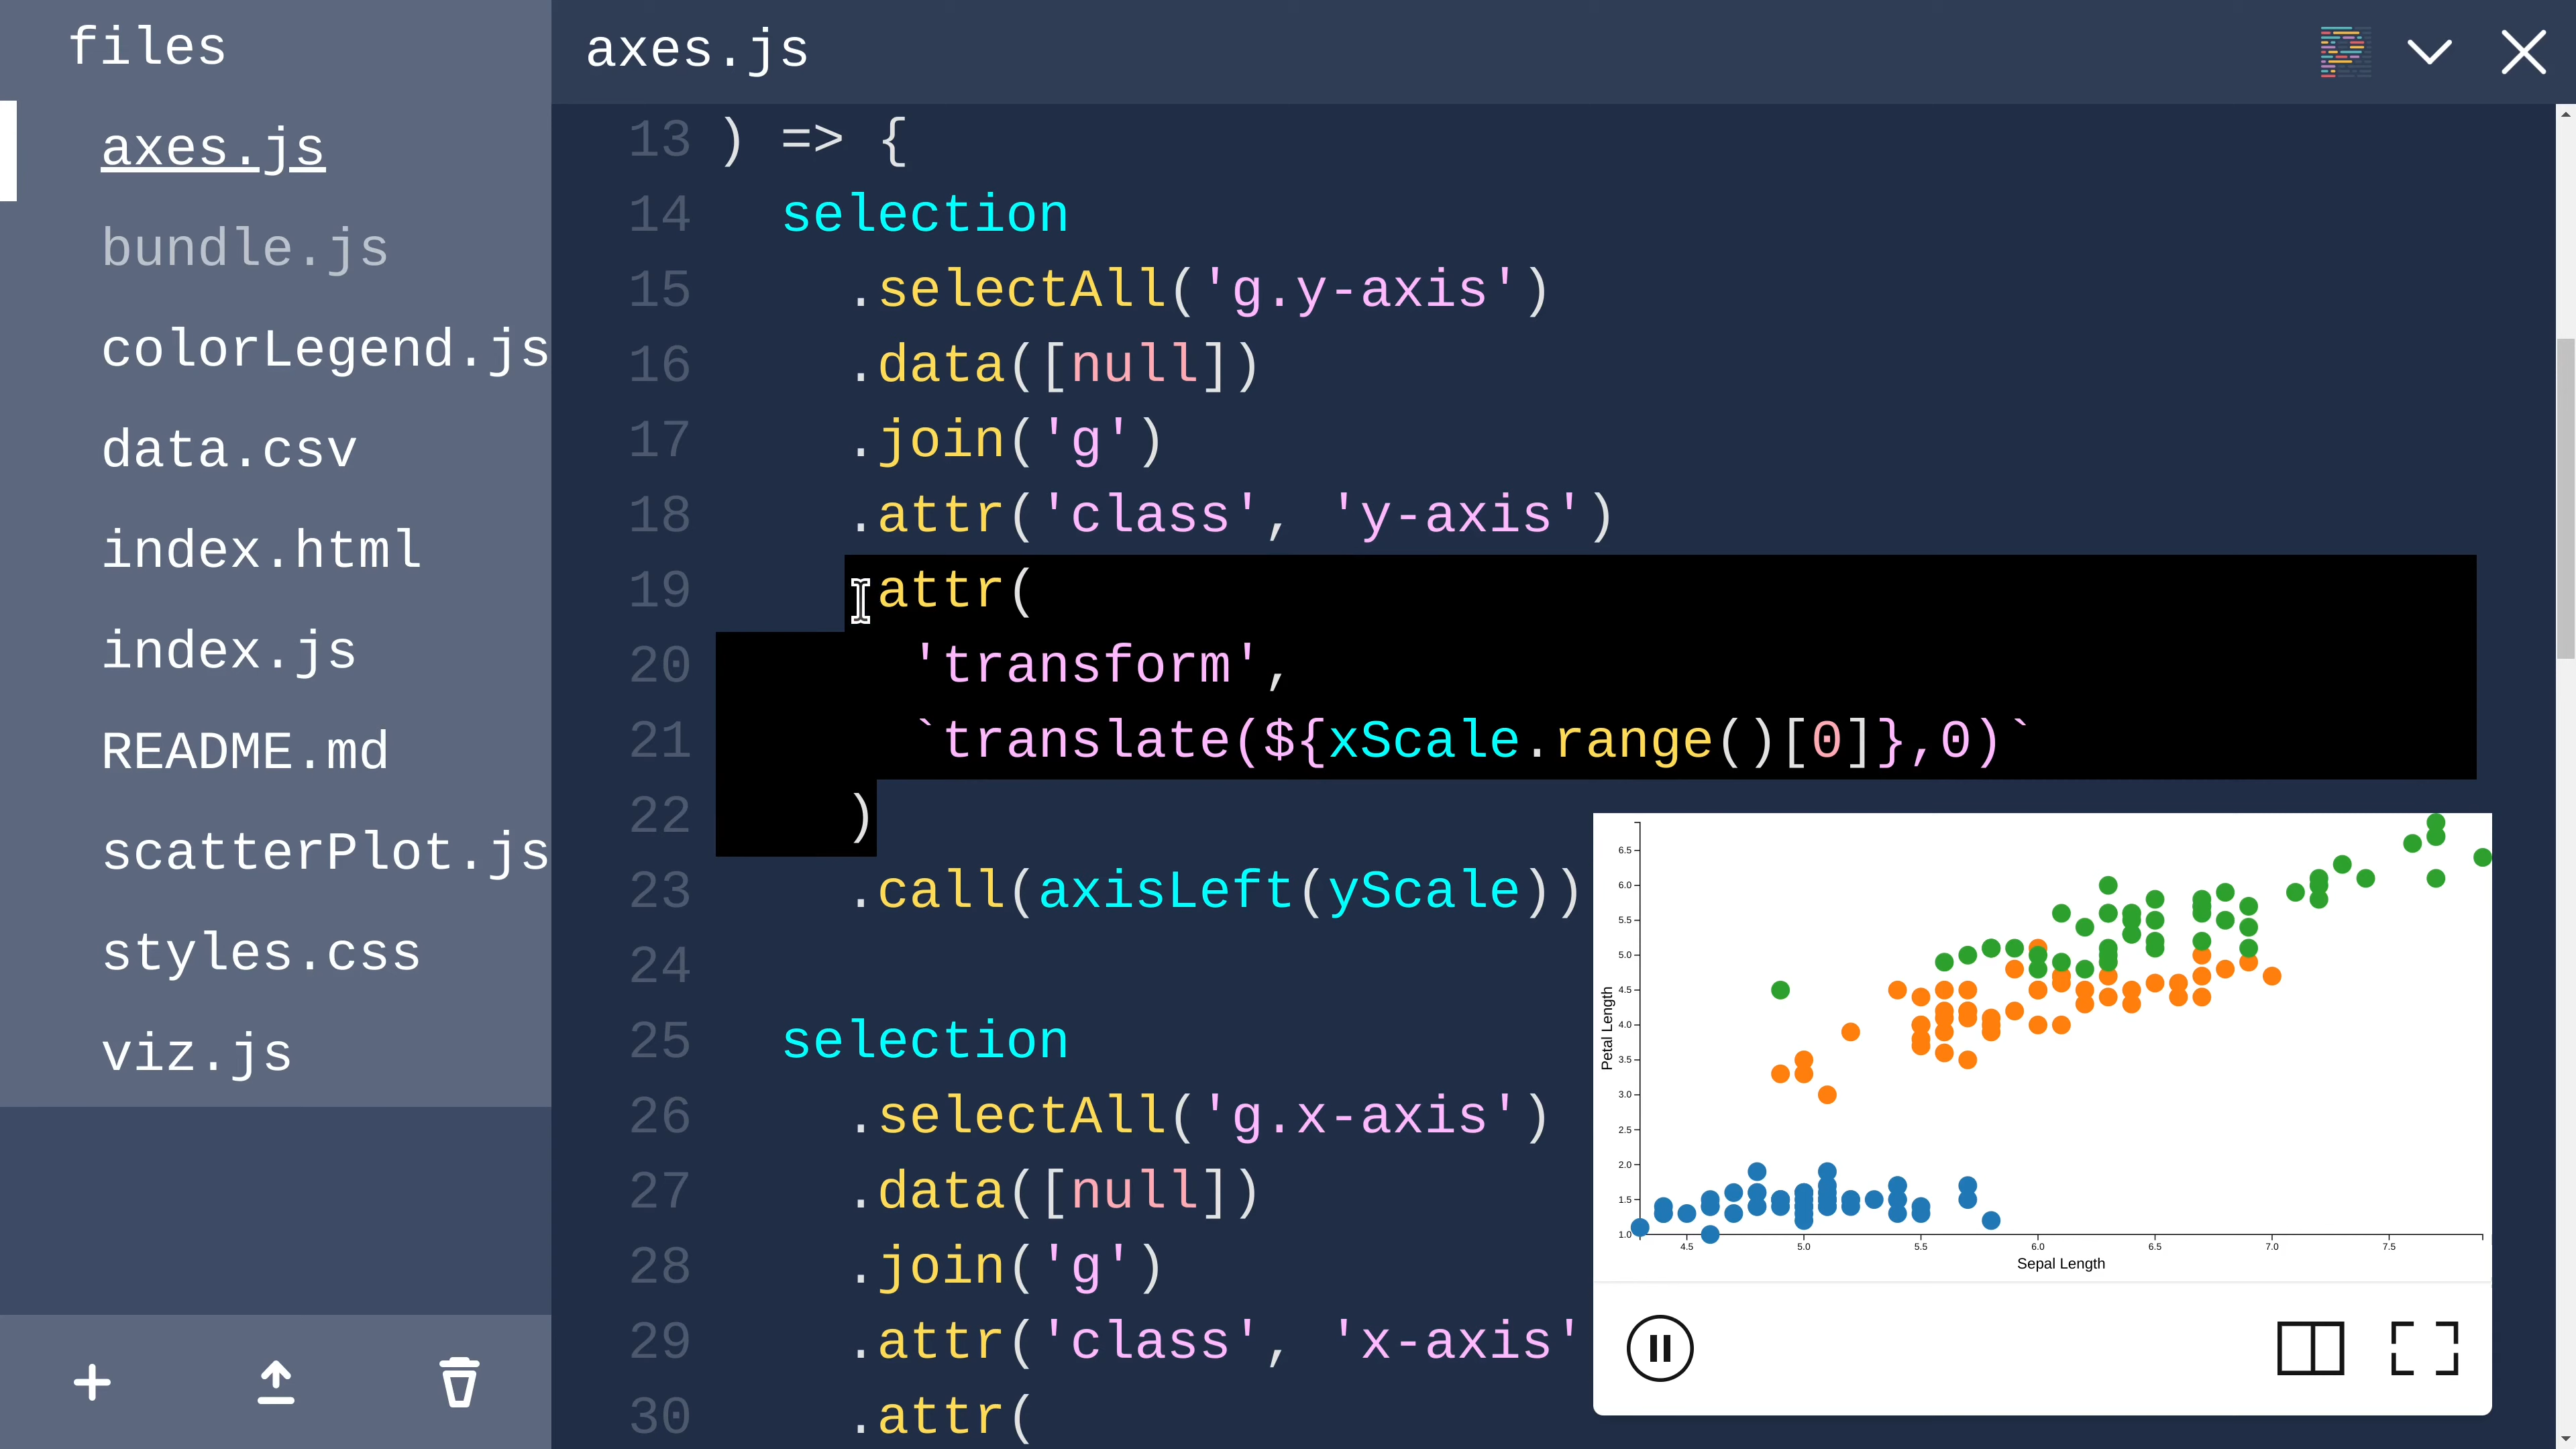 files
axes.js
bundle.js
colorLegend.js
data.csv
index.html
index.js
README.md
scatterPlot.js
styles.css
viz.js
axes.js
13 ) => {
14 selection
15 .selectAll('g.y-axis')
16 .data([null])
17 .join('g')
18 .attr('class', 'y-axis')
19 .attr(
20 'transform',
21 `translate(${xScale.range()[0]},0)`
22 )
23 .call(axisLeft(yScale))
24
25 selection
26 .selectAll('g.x-axis')
27 .data([null])
28 .join('g')
29 .attr('class', 'x-axis'
30 .attr(
6.5
6.0
5.5
5.0
4.5
4.0
3.5
3.0
2.5
2.0
1.5
1.0
Petal Length
4.5 5.0 5.5 6.0 6.5 7.0 7.5
Sepal Length